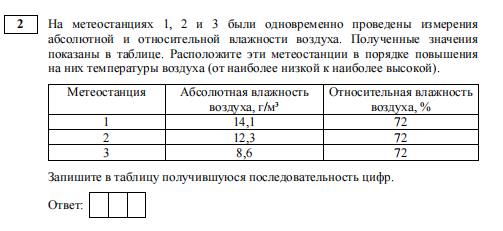 2
На метеостанциях 1, 2 и 3 были одновременно проведены измерения
абсолютной и относительной влажности воздуха. Полученные значения
показаны в таблице. Расположите эти метеостанции в порядке повышения
на них температуры воздуха (от наиболее низкой к наиболее высокой).
Метеостанция Абсолютная влажность Относительная влажность
воздуха, г/м³ воздуха, %
1 14,1 72
2 12,3 72
3 8,6 72
Запишите в таблицу получившуюся последовательность цифр.
Ответ: